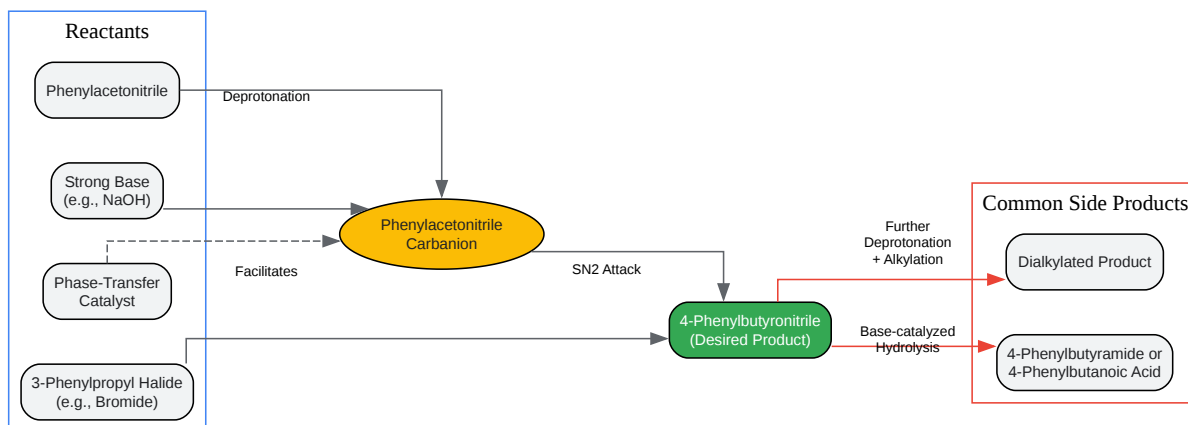 Reactants
Phenylacetonitrile
Deprotonation
Strong Base
(e.g., NaOH)
Phenylacetonitrile
Carbanion
Phase-Transfer
Catalyst
Facilitates
SN2 Attack
3-Phenylpropyl Halide
(e.g., Bromide)
4-Phenylbutyronitrile
(Desired Product)
Further
Deprotonation
+ Alkylation
Base-catalyzed
Hydrolysis
Common Side Products
Dialkylated Product
4-Phenylbutyramide or
4-Phenylbutanoic Acid